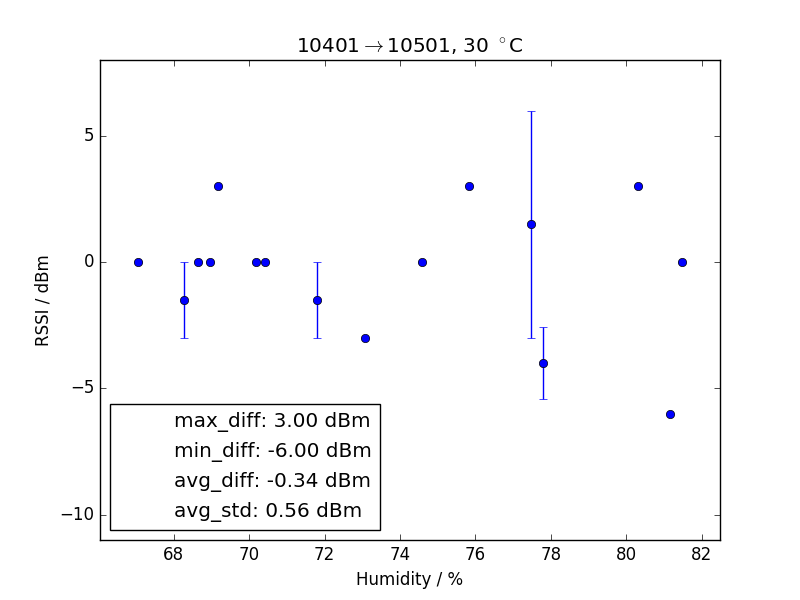 10401→10501, 30 °C
RSSI / dBm
5
0
−5
−10
max_diff: 3.00 dBm
min_diff: -6.00 dBm
avg_diff: -0.34 dBm
avg_std: 0.56 dBm
68 70 72 74 76 78 80 82
Humidity / %